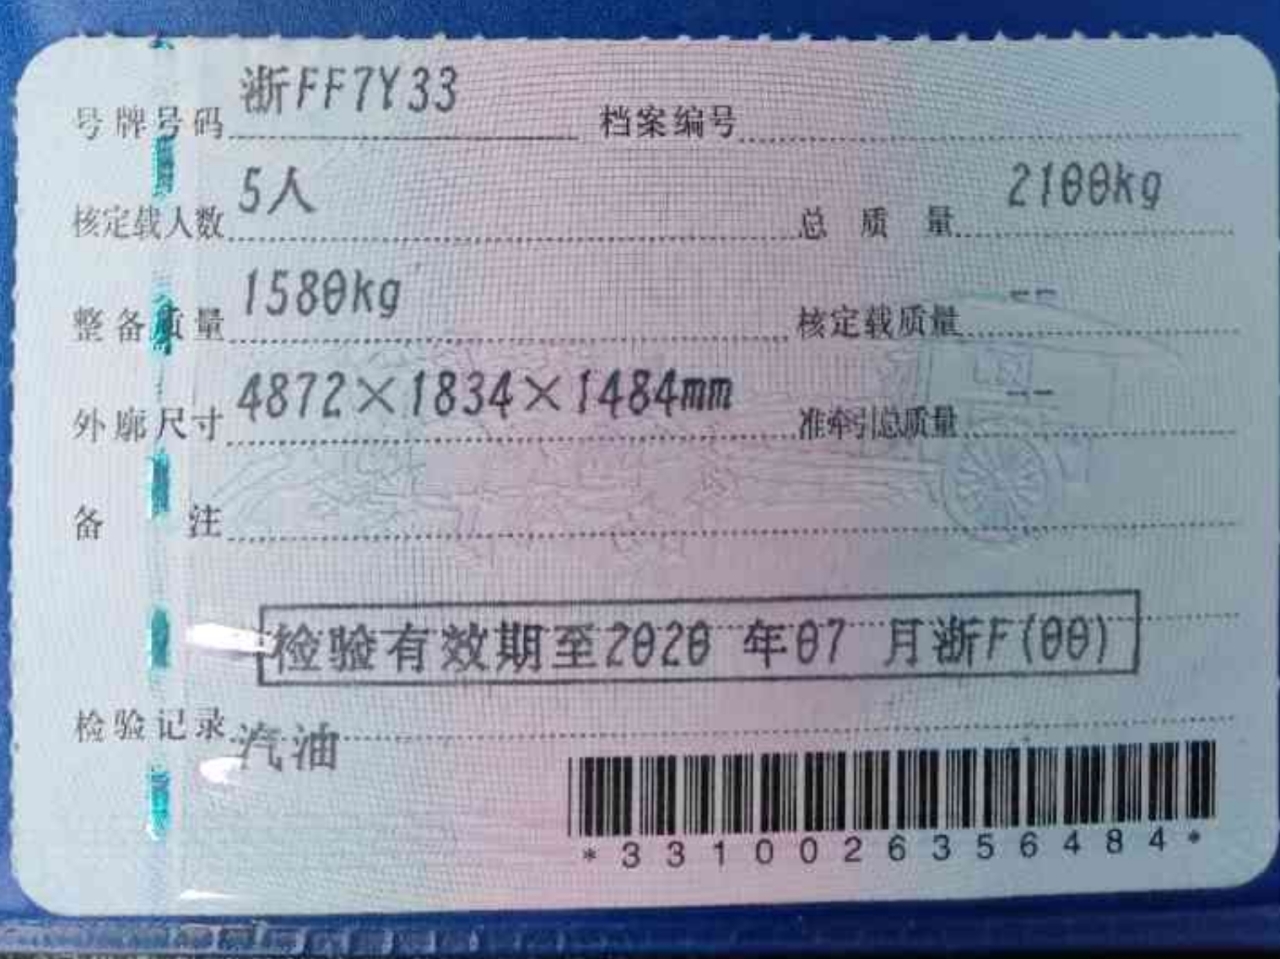 号牌号码 浙FF7Y33 档案编号
核定载人数 5人 总质量 2100kg
整备质量 1580kg 核定载质量 --
外廓尺寸 4872×1834×1484mm 准牵引总质量 --
备注
检验有效期至2020 年07 月浙F(00)
检验记录 汽油
*3310026356484*